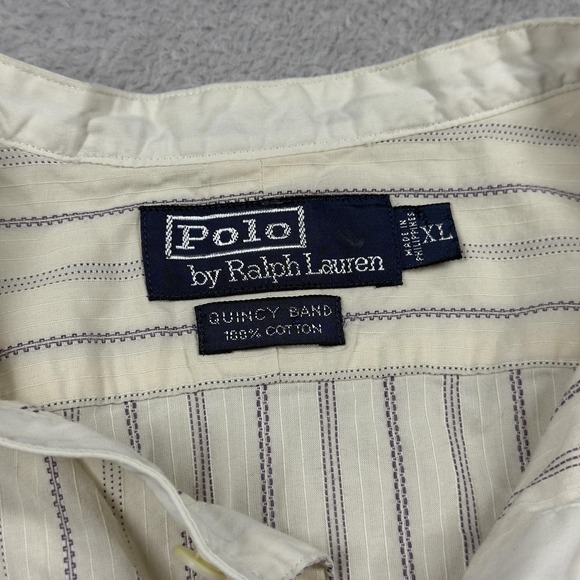 Polo
by Ralph Lauren
MADE IN
PHILIPPINES
XL
QUINCY BAND
100% COTTON